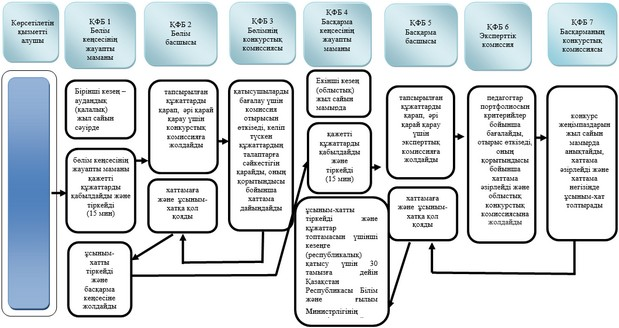 Көрсетілетін
қызметті
алушы
ҚФБ 1
Бөлім
кеңсесінің
жауапты
маманы
ҚФБ 2
Бөлім
басшысы
ҚФБ 3
Бөлімнің
конкурстық
комиссиясы
ҚФБ 4
Басқарма
кеңсесінің
жауапты
маманы
ҚФБ 5
Басқарма
басшысы
ҚФБ 6
Эксперттік
комиссия
ҚФБ 7
Басқарманың
конкурстық
комиссиясы
Бірінші кезең –
аудандық
(қалалық)
жыл сайын
сәуірде
бөлім кеңсесінің
жауапты маманы
қажетті
құжаттарды
қабылдайды және
тіркейді
(15 мин)
ұсыным-
хатты
тіркейді
және
басқарма
кеңсесіне
жолдайды
тапсырылған
құжаттарды
қарап, әрі қарай
қарау үшін
конкурстық
комиссияға
жолдайды
хаттамаға
және ұсыным-
хатқа қол
қояды
қатысушыларды
бағалау үшін
комиссия
отырысын
өткізеді, келіп
түскен
құжаттардың
талаптарға
сәйкестігін
қарайды, оның
қорытындысы
бойынша
хаттама
дайындайды
Екінші кезең
(облыстық)
жыл сайын
мамырда
қажетті
құжаттарды
қабылдайды
және
тіркейді
(15 мин)
ұсыным-хатты
тіркейді және
құжаттар
топтамасын үшінші
кезеңге
(республикалық)
қатысу үшін 30
тамызға дейін
Қазақстан
Республикасы Білім
және ғылым
Министрлігінің
тапсырылған
құжаттарды
қарап, әрі
қарай қарау
үшін
эксперттық
комиссияға
жолдайды
хаттамаға
және ұсыным-
хатқа қол
қояды
педагогтар
портфолиосын
критерийлер
бойынша
бағалайды,
отырыс өткізеді,
оның
қорытындысы
бойынша
хаттама
әзірлейді және
облыстық
конкурстық
комиссиясына
жолдайды
конкурс
жеңімпаздарын
жыл сайын
мамырда
анықтайды,
хаттама
әзірлейді және
хаттама
негізінде
ұсыным-хат
толтырады